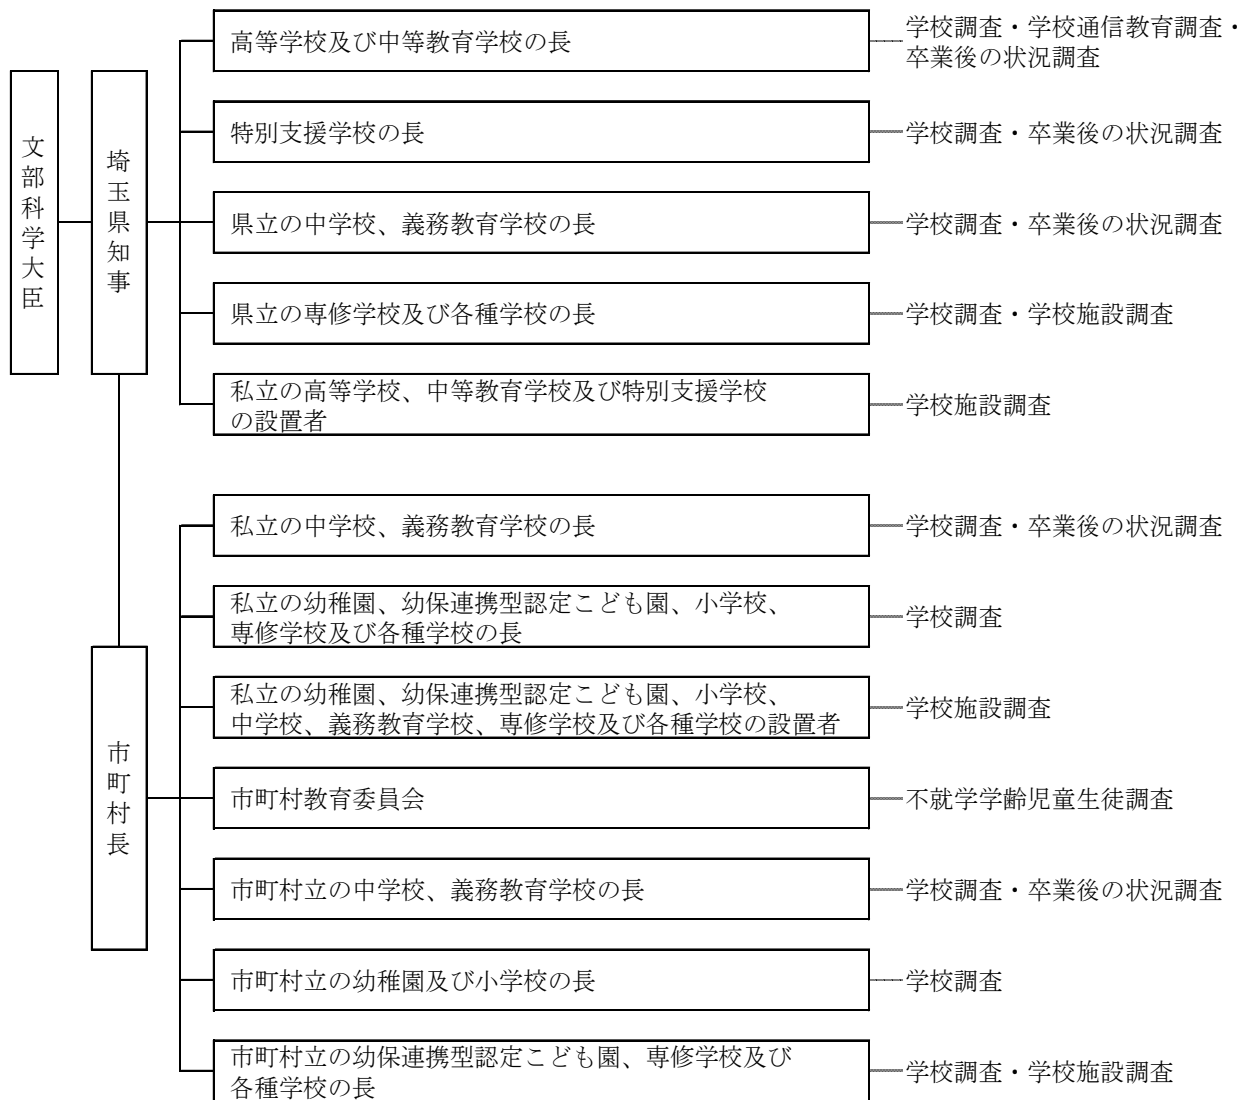 文部科学大臣
埼玉県知事
高等学校及び中等教育学校の長
学校調査・学校通信教育調査・
卒業後の状況調査
特別支援学校の長
学校調査・卒業後の状況調査
県立の中学校、義務教育学校の長
学校調査・卒業後の状況調査
県立の専修学校及び各種学校の長
学校調査・学校施設調査
私立の高等学校、中等教育学校及び特別支援学校
の設置者
学校施設調査
市町村長
私立の中学校、義務教育学校の長
学校調査・卒業後の状況調査
私立の幼稚園、幼保連携型認定こども園、小学校、
専修学校及び各種学校の長
学校調査
私立の幼稚園、幼保連携型認定こども園、小学校、
中学校、義務教育学校、専修学校及び各種学校の設置者
学校施設調査
市町村教育委員会
不就学学齢児童生徒調査
市町村立の中学校、義務教育学校の長
学校調査・卒業後の状況調査
市町村立の幼稚園及び小学校の長
学校調査
市町村立の幼保連携型認定こども園、専修学校及び
各種学校の長
学校調査・学校施設調査